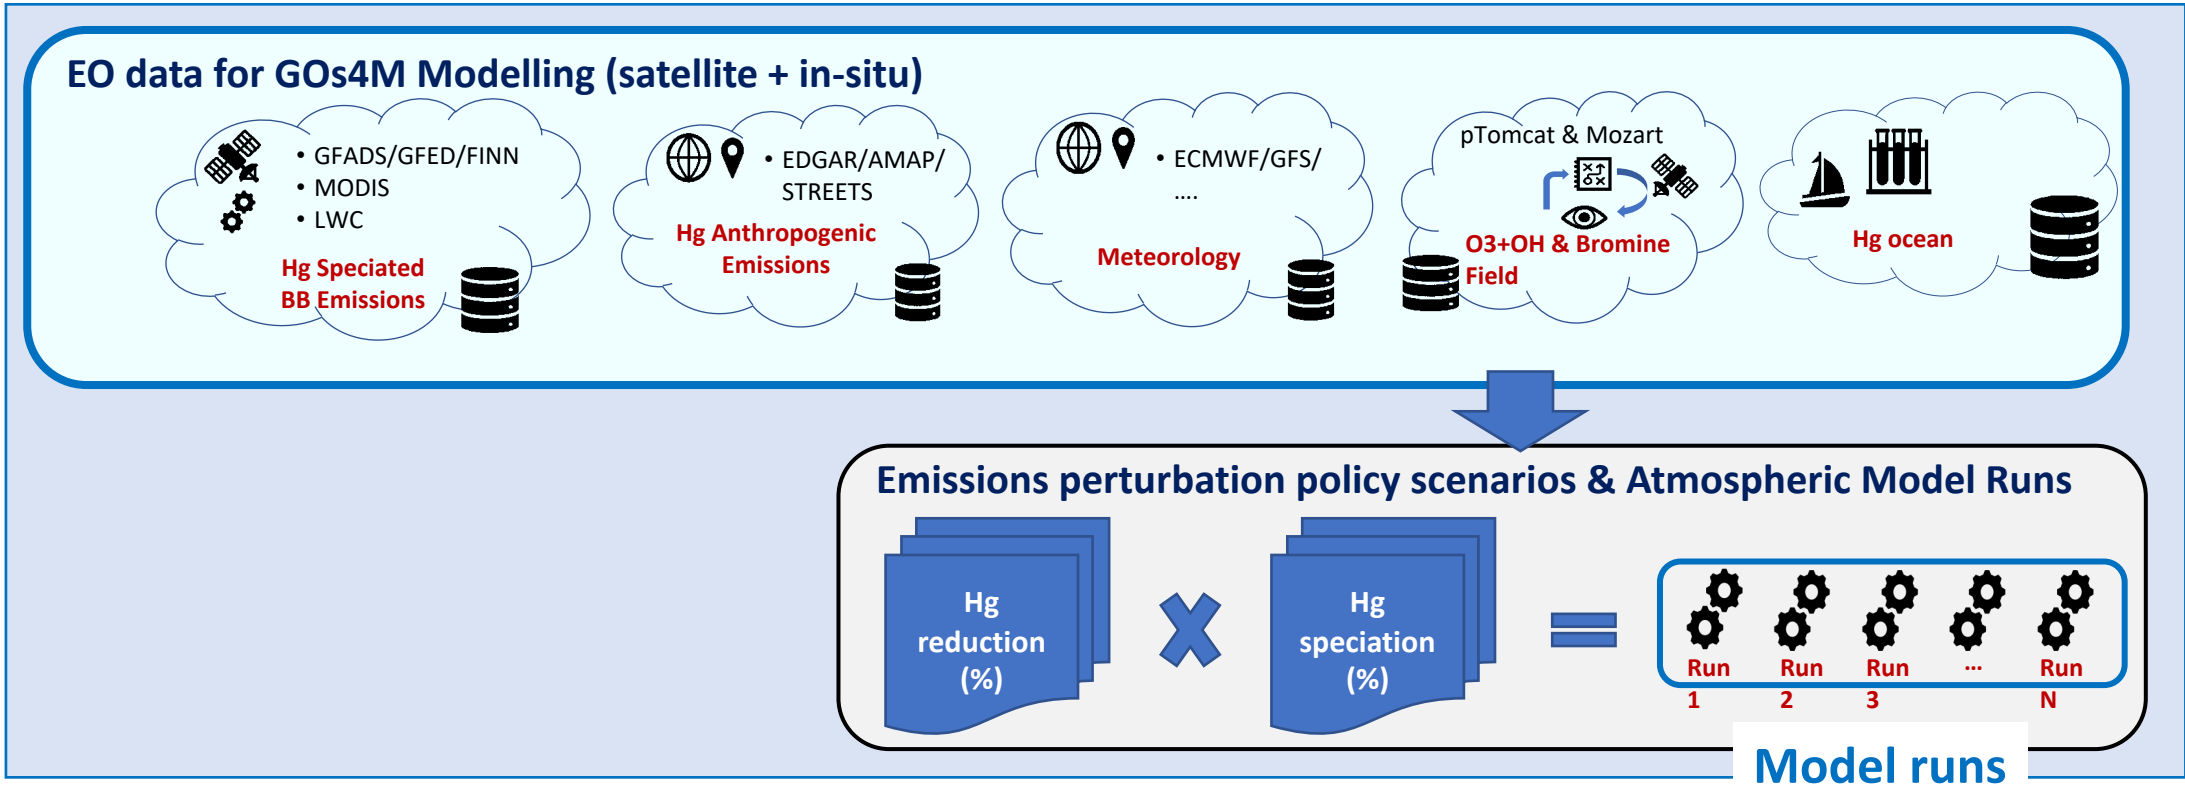 EO data for GOs4M Modelling (satellite + in-situ)
• GFADS/GFED/FINN
• MODIS
• LWC
Hg Speciated
BB Emissions
• EDGAR/AMAP/
STREETS
Hg Anthropogenic
Emissions
• ECMWF/GFS/
....
Meteorology
pTomcat & Mozart
O3+OH & Bromine
Field
Hg ocean
Emissions perturbation policy scenarios & Atmospheric Model Runs
Hg
reduction
(%)
Hg
speciation
(%)
Run
1
Run
2
Run
3
...
Run
N
Model runs